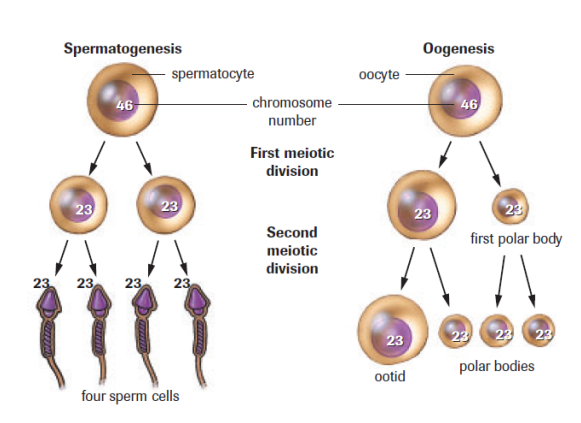 Spermatogenesis
Oogenesis
spermatocyte
oocyte
46
chromosome
number
46
First meiotic
division
23
23
23
23
first polar body
Second
meiotic
division
23
23
23
23
23
23
23
23
ootid
polar bodies
four sperm cells